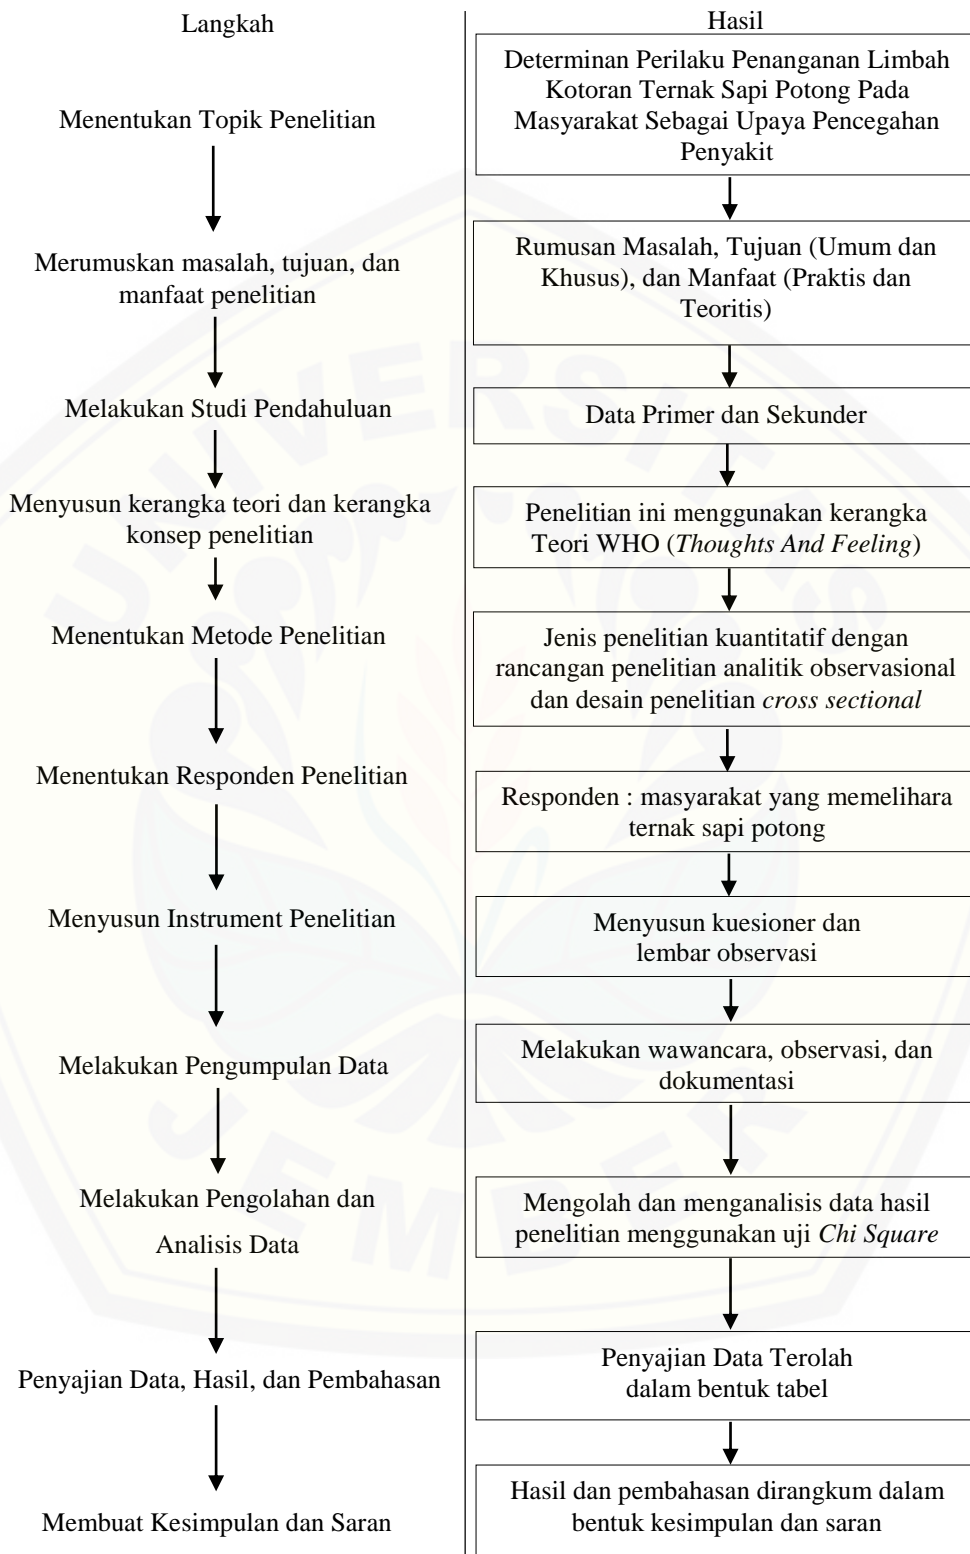 Langkah
Hasil
Menentukan Topik Penelitian
Determinan Perilaku Penanganan Limbah
Kotoran Ternak Sapi Potong Pada
Masyarakat Sebagai Upaya Pencegahan
Penyakit
Merumuskan masalah, tujuan, dan
manfaat penelitian
Rumusan Masalah, Tujuan (Umum dan
Khusus), dan Manfaat (Praktis dan
Teoritis)
Melakukan Studi Pendahuluan
Data Primer dan Sekunder
Menyusun kerangka teori dan kerangka
konsep penelitian
Penelitian ini menggunakan kerangka
Teori WHO (Thoughts And Feeling)
Menentukan Metode Penelitian
Jenis penelitian kuantitatif dengan
rancangan penelitian analitik observasional
dan desain penelitian cross sectional
Menentukan Responden Penelitian
Responden : masyarakat yang memelihara
ternak sapi potong
Menyusun Instrument Penelitian
Menyusun kuesioner dan
lembar observasi
Melakukan Pengumpulan Data
Melakukan wawancara, observasi, dan
dokumentasi
Melakukan Pengolahan dan
Analisis Data
Mengolah dan menganalisis data hasil
penelitian menggunakan uji Chi Square
Penyajian Data, Hasil, dan Pembahasan
Penyajian Data Terolah
dalam bentuk tabel
Membuat Kesimpulan dan Saran
Hasil dan pembahasan dirangkum dalam
bentuk kesimpulan dan saran
UNIVERSITAS
JEMBER